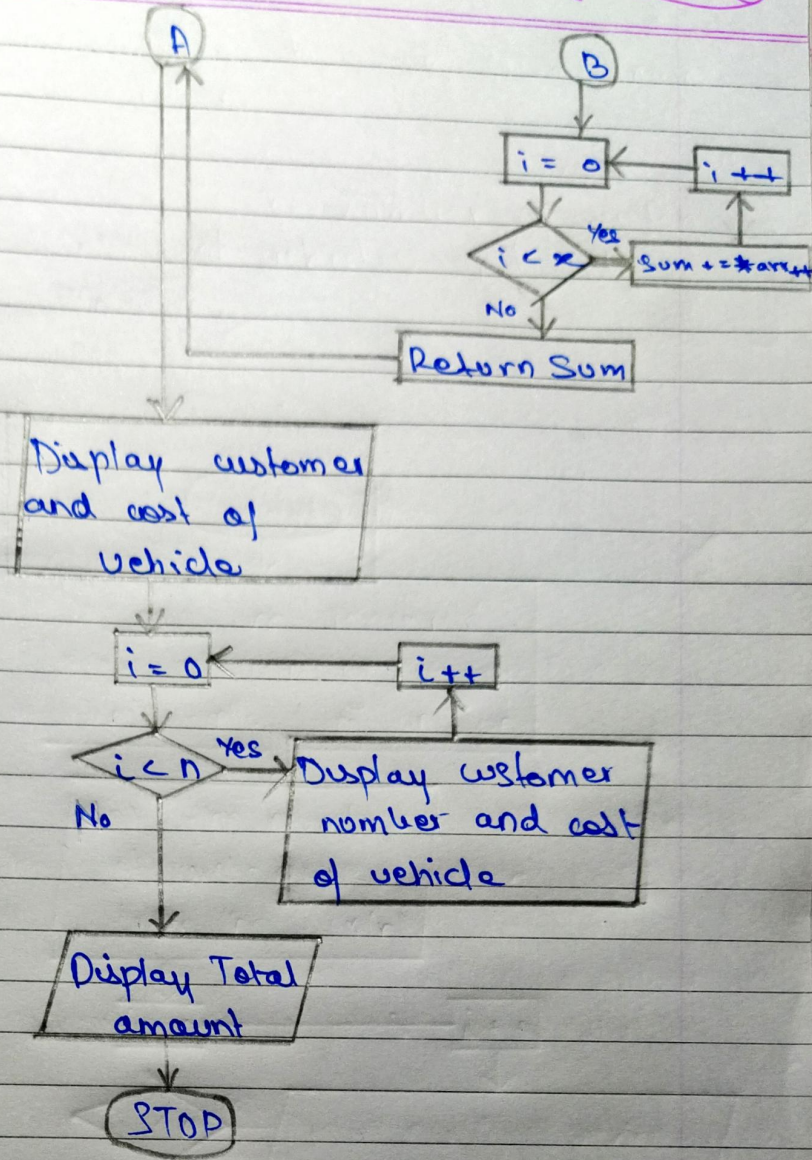 A
B
i = 0
i ++
i < x
Yes
Sum + = *arr++
No
Return Sum
Display customer
and cost of
vehicle
i = 0
i ++
i < n
Yes
No
Display customer
number and cost
of vehicle
Display Total
amount
STOP